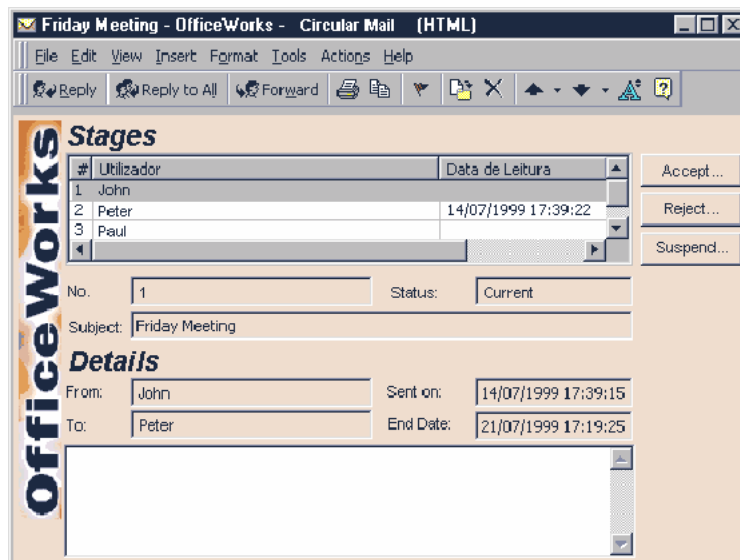 Friday Meeting - OfficeWorks - Circular Mail (HTML)
File Edit View Insert Format Tools Actions Help
Reply Reply to All Forward
OfficeWorks
Stages
# Utilizador Data de Leitura
1 John
2 Peter 14/07/1999 17:39:22
3 Paul
Accept...
Reject...
Suspend...
No. 1 Status: Current
Subject: Friday Meeting
Details
From: John Sent on: 14/07/1999 17:39:15
To: Peter End Date: 21/07/1999 17:19:25